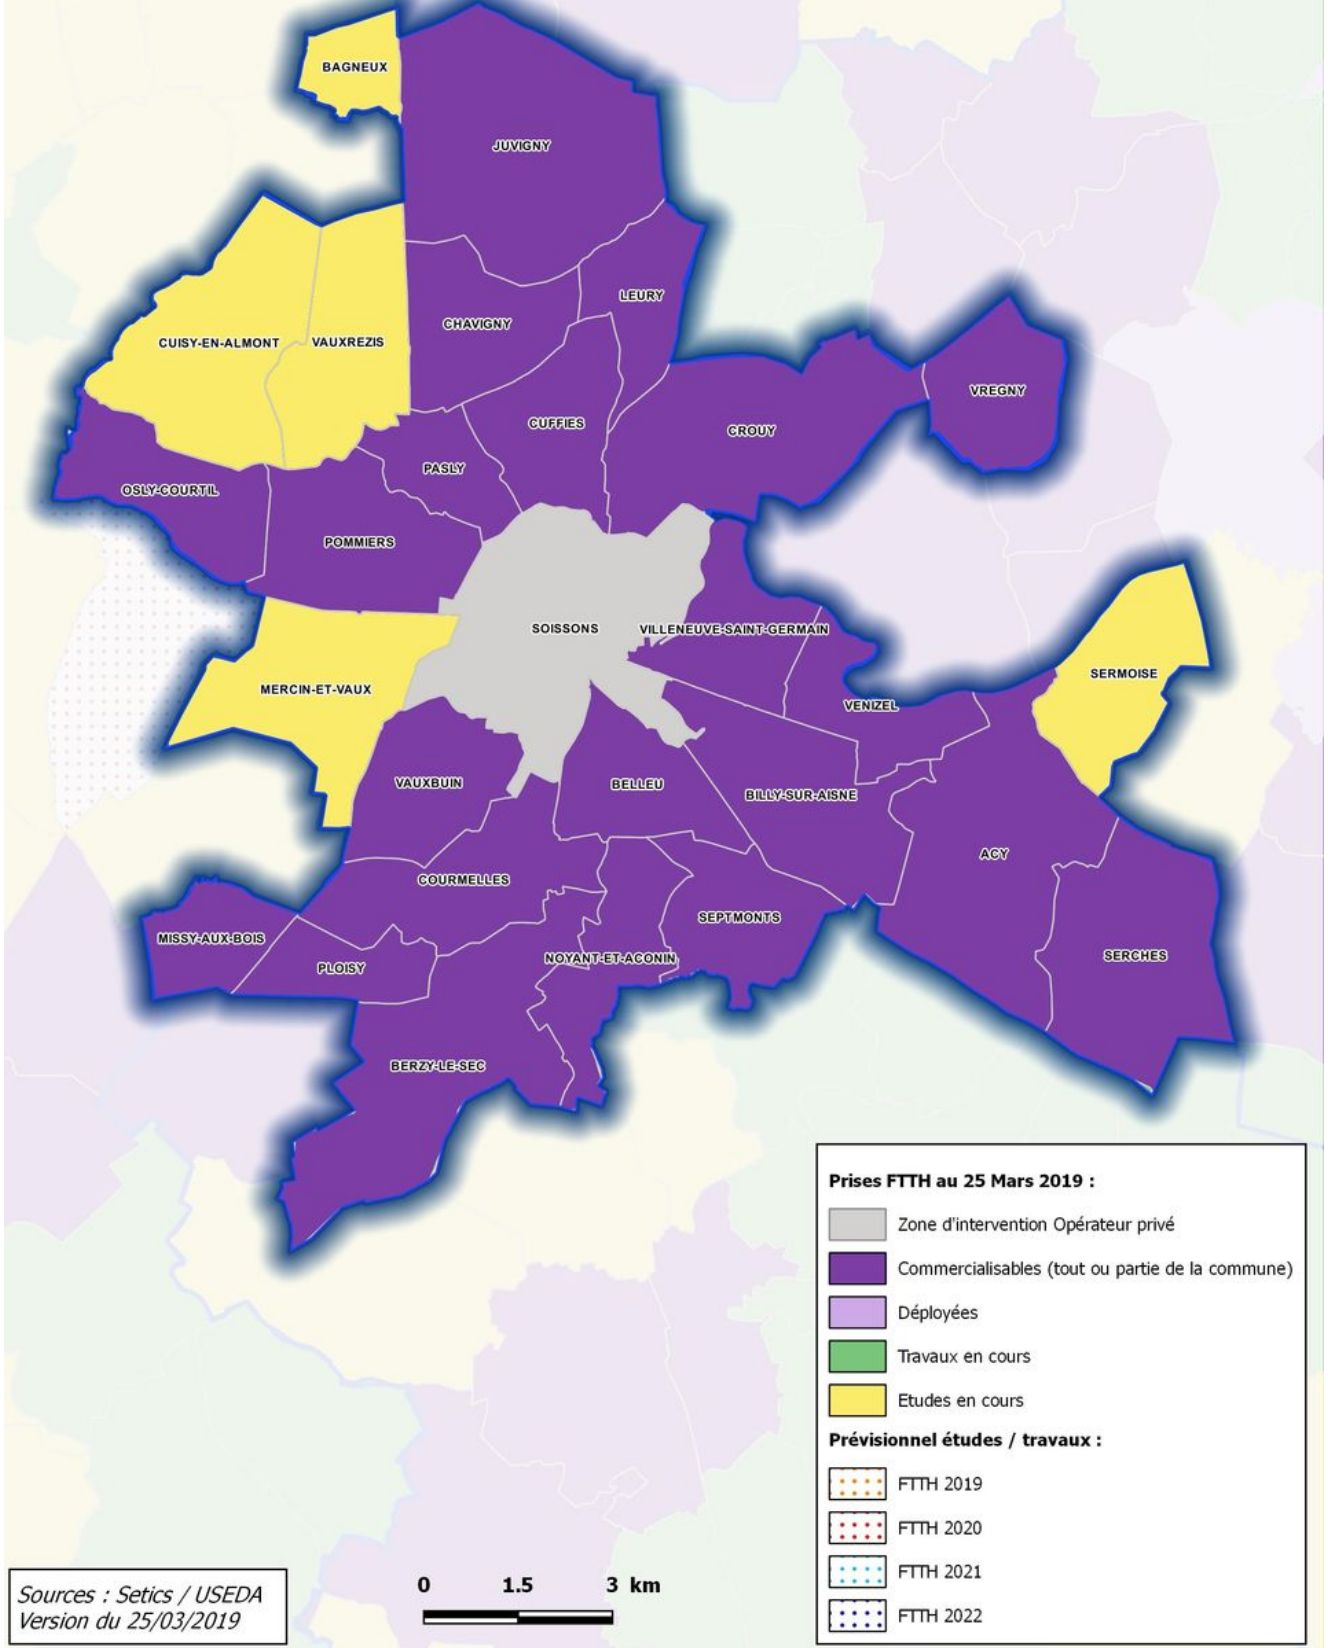 BAGNEUX
JUVIGNY
LEURY
CHAVIGNY
CUISY-EN-ALMONT
VAUXREZIS
VREGNY
CUFFIES
CROUY
PASLY
OSLY-COURTIL
POMMIERS
SOISSONS
VILLENEUVE-SAINT-GERMAIN
SERMOISE
MERCIN-ET-VAUX
VENIZEL
VAUXBUIN
BELLEU
BILLY-SUR-AISNE
ACY
COURMELLES
SEPTMONTS
MISSY-AUX-BOIS
SERCHES
NOYANT-ET-ACONIN
PLOISY
BERZY-LE-SEC
Prises FTTH au 25 Mars 2019 :
Zone d'intervention Opérateur privé
Commercialisables (tout ou partie de la commune)
Déployées
Travaux en cours
Etudes en cours
Prévisionnel études / travaux :
FTTH 2019
FTTH 2020
FTTH 2021
FTTH 2022
0 1.5 3 km
Sources : Setics / USEDA
Version du 25/03/2019